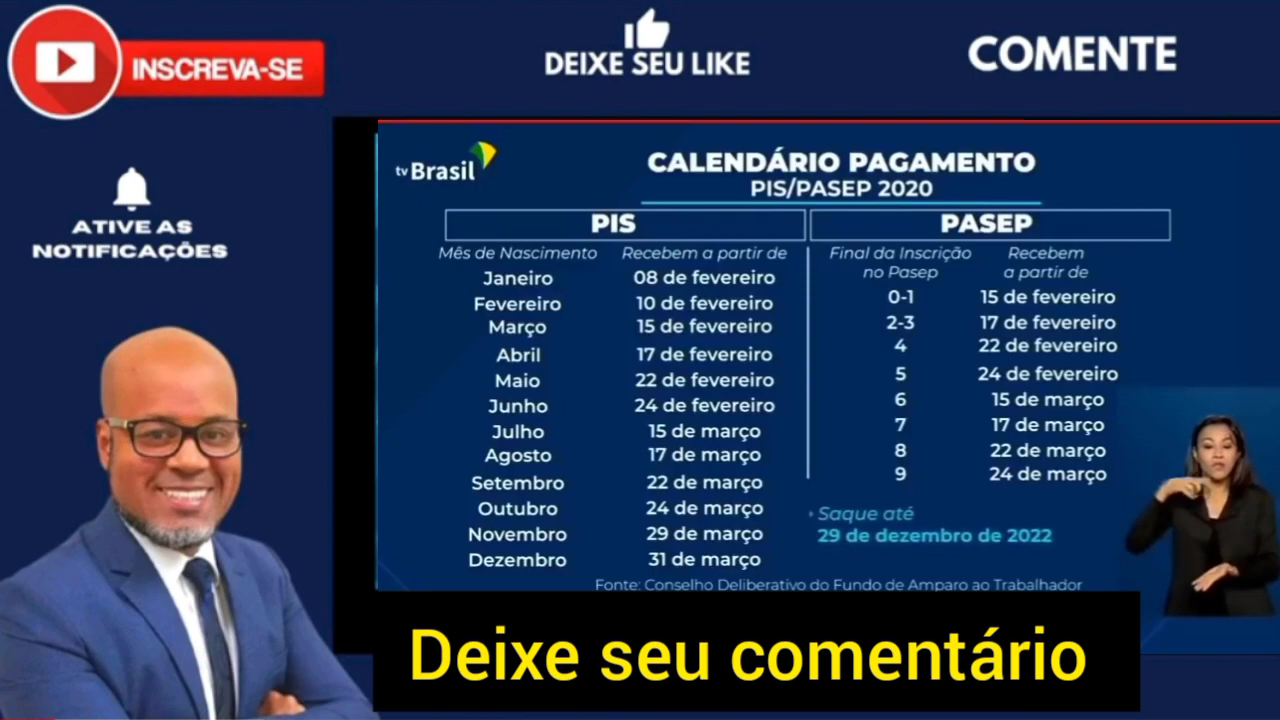 INSCREVA-SE
DEIXE SEU LIKE
COMENTE
ATIVE AS
NOTIFICAÇÕES
tv Brasil
CALENDÁRIO PAGAMENTO
PIS/PASEP 2020
PIS
Mês de Nascimento Recebem a partir de
Janeiro 08 de fevereiro
Fevereiro 10 de fevereiro
Março 15 de fevereiro
Abril 17 de fevereiro
Maio 22 de fevereiro
Junho 24 de fevereiro
Julho 15 de março
Agosto 17 de março
Setembro 22 de março
Outubro 24 de março
Novembro 29 de março
Dezembro 31 de março
PASEP
Final da Inscrição Recebem
no Pasep a partir de
0-1 15 de fevereiro
2-3 17 de fevereiro
4 22 de fevereiro
5 24 de fevereiro
6 15 de março
7 17 de março
8 22 de março
9 24 de março
Saque até
29 de dezembro de 2022
Fonte: Conselho Deliberativo do Fundo de Amparo ao Trabalhador
Deixe seu comentário